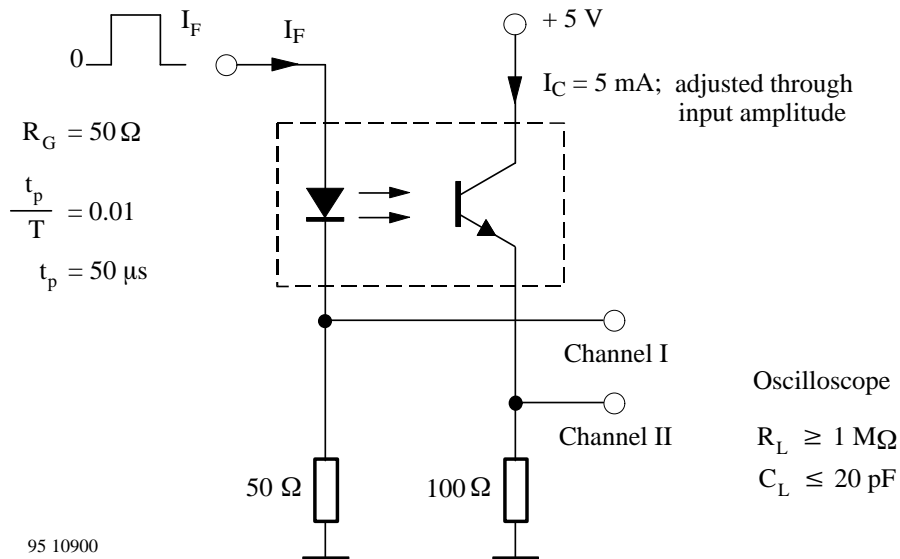 I_F
0
I_F
+ 5 V
I_C = 5 mA; adjusted through
input amplitude
R_G = 50 Ω
t_p
T
= 0.01
t_p = 50 μs
Channel I
Channel II
Oscilloscope
R_L ≥ 1 MΩ
C_L ≤ 20 pF
50 Ω
100 Ω
95 10900